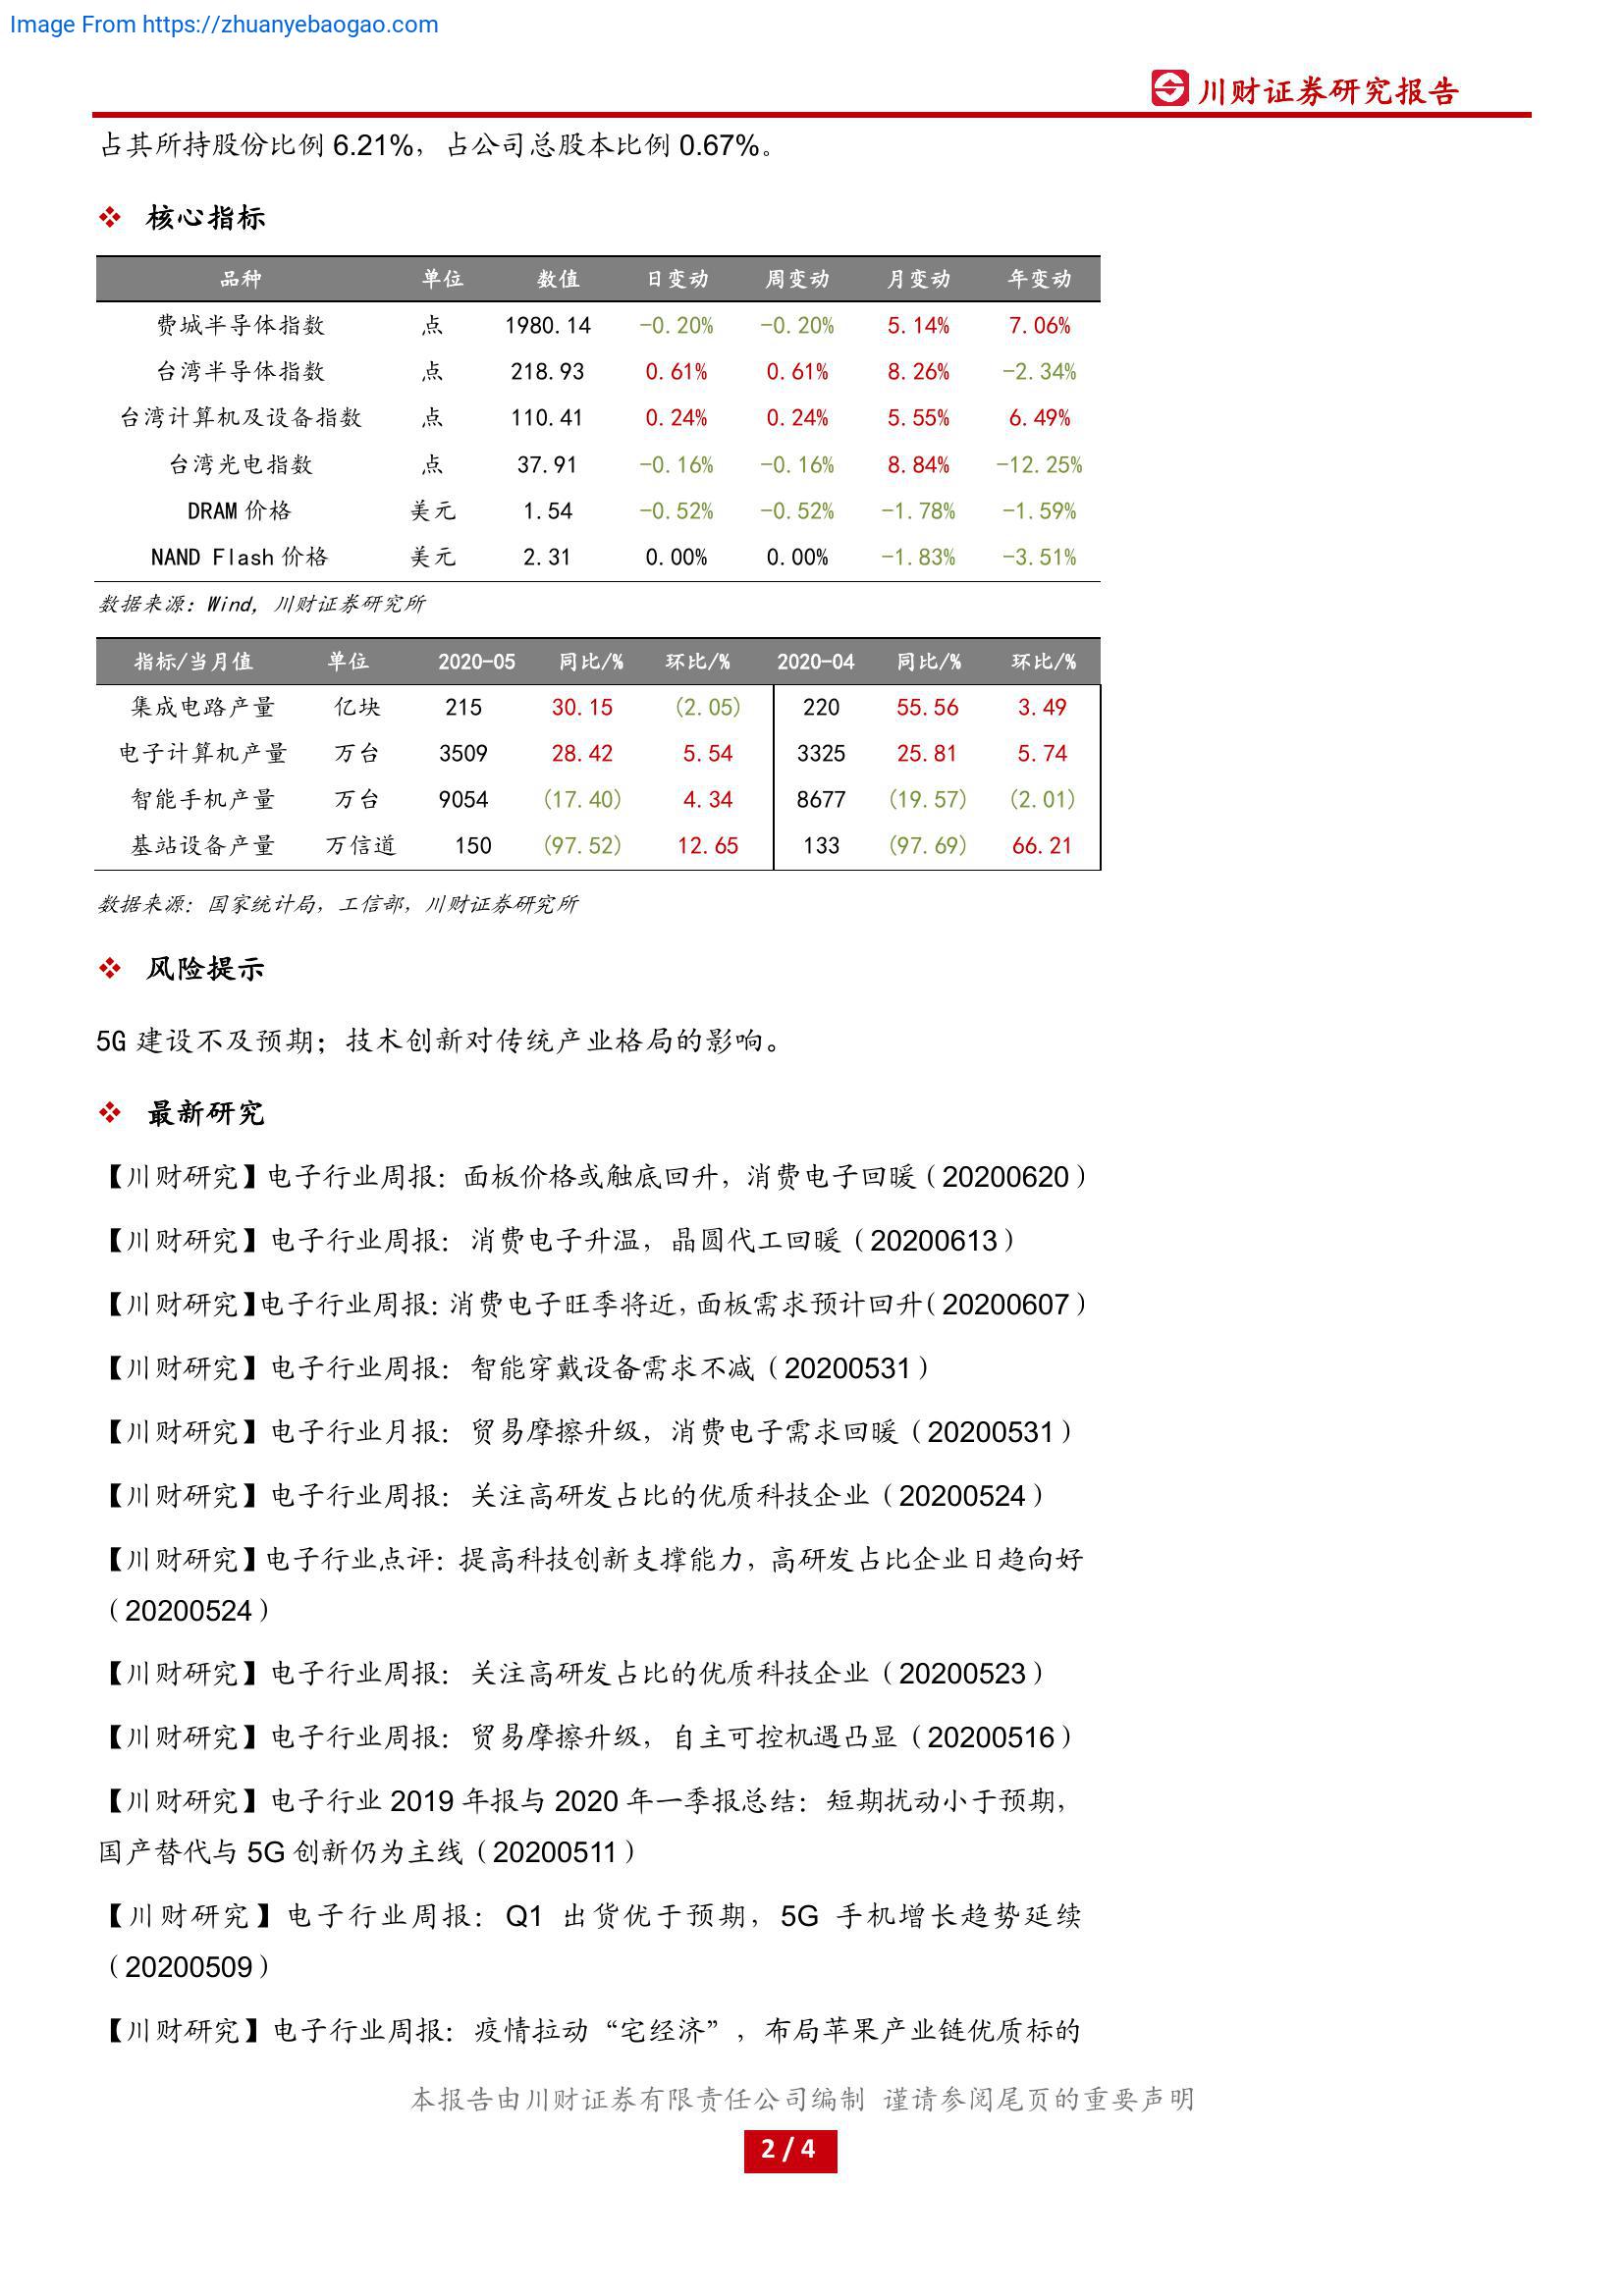 Image From https://zhuanyebaogao.com
川财证券研究报告
占其所持股份比例 6.21%，占公司总股本比例 0.67%。
❖ 核心指标
品种 单位 数值 日变动 周变动 月变动 年变动
费城半导体指数 点 1980.14 -0.20% -0.20% 5.14% 7.06%
台湾半导体指数 点 218.93 0.61% 0.61% 8.26% -2.34%
台湾计算机及设备指数 点 110.41 0.24% 0.24% 5.55% 6.49%
台湾光电指数 点 37.91 -0.16% -0.16% 8.84% -12.25%
DRAM 价格 美元 1.54 -0.52% -0.52% -1.78% -1.59%
NAND Flash 价格 美元 2.31 0.00% 0.00% -1.83% -3.51%
数据来源：Wind，川财证券研究所
指标/当月值 单位 2020-05 同比/% 环比/% 2020-04 同比/% 环比/%
集成电路产量 亿块 215 30.15 (2.05) 220 55.56 3.49
电子计算机产量 万台 3509 28.42 5.54 3325 25.81 5.74
智能手机产量 万台 9054 (17.40) 4.34 8677 (19.57) (2.01)
基站设备产量 万信道 150 (97.52) 12.65 133 (97.69) 66.21
数据来源：国家统计局，工信部，川财证券研究所
❖ 风险提示
5G 建设不及预期；技术创新对传统产业格局的影响。
❖ 最新研究
【川财研究】电子行业周报：面板价格或触底回升，消费电子回暖（20200620）
【川财研究】电子行业周报：消费电子升温，晶圆代工回暖（20200613）
【川财研究】电子行业周报：消费电子旺季将近，面板需求预计回升（20200607）
【川财研究】电子行业周报：智能穿戴设备需求不减（20200531）
【川财研究】电子行业月报：贸易摩擦升级，消费电子需求回暖（20200531）
【川财研究】电子行业周报：关注高研发占比的优质科技企业（20200524）
【川财研究】电子行业点评：提高科技创新支撑能力，高研发占比企业日趋向好
（20200524）
【川财研究】电子行业周报：关注高研发占比的优质科技企业（20200523）
【川财研究】电子行业周报：贸易摩擦升级，自主可控机遇凸显（20200516）
【川财研究】电子行业 2019 年报与 2020 年一季报总结：短期扰动小于预期，
国产替代与 5G 创新仍为主线（20200511）
【川财研究】电子行业周报：Q1 出货优于预期，5G 手机增长趋势延续
（20200509）
【川财研究】电子行业周报：疫情拉动“宅经济”，布局苹果产业链优质标的
本报告由川财证券有限责任公司编制 谨请参阅尾页的重要声明
2 / 4